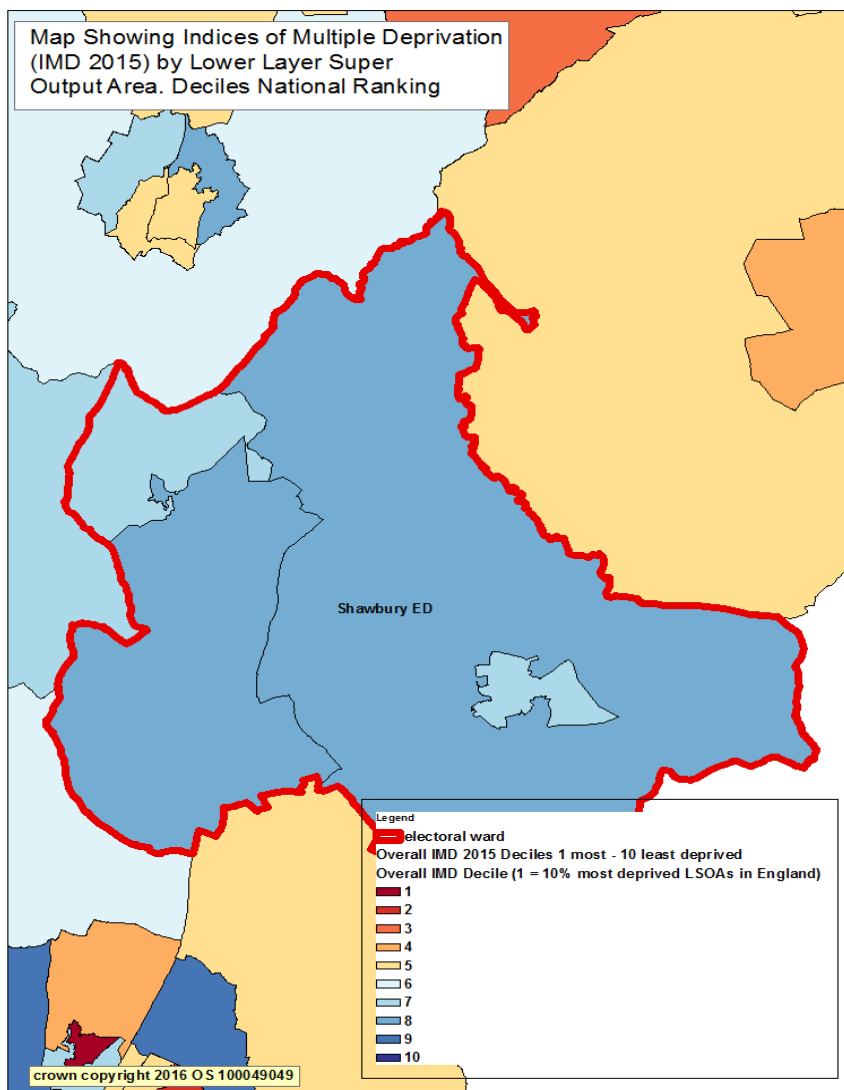 Map Showing Indices of Multiple Deprivation
(IMD 2015) by Lower Layer Super
Output Area. Deciles National Ranking
Shawbury ED
Legend
electoral ward
Overall IMD 2015 Deciles 1 most - 10 least deprived
Overall IMD Decile (1 = 10% most deprived LSOAs in England)
1
2
3
4
5
6
7
8
9
10
crown copyright 2016 OS 100049049